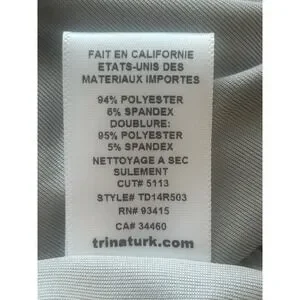 FAIT EN CALIFORNIE
ETATS-UNIS DES
MATERIAUX IMPORTES
94% POLYESTER
6% SPANDEX
DOUBLURE:
95% POLYESTER
5% SPANDEX
NETTOYAGE A SEC
SULEMENT
CUT# 5113
STYLE# TD14R503
RN# 93415
CA# 34460
trinaturk.com